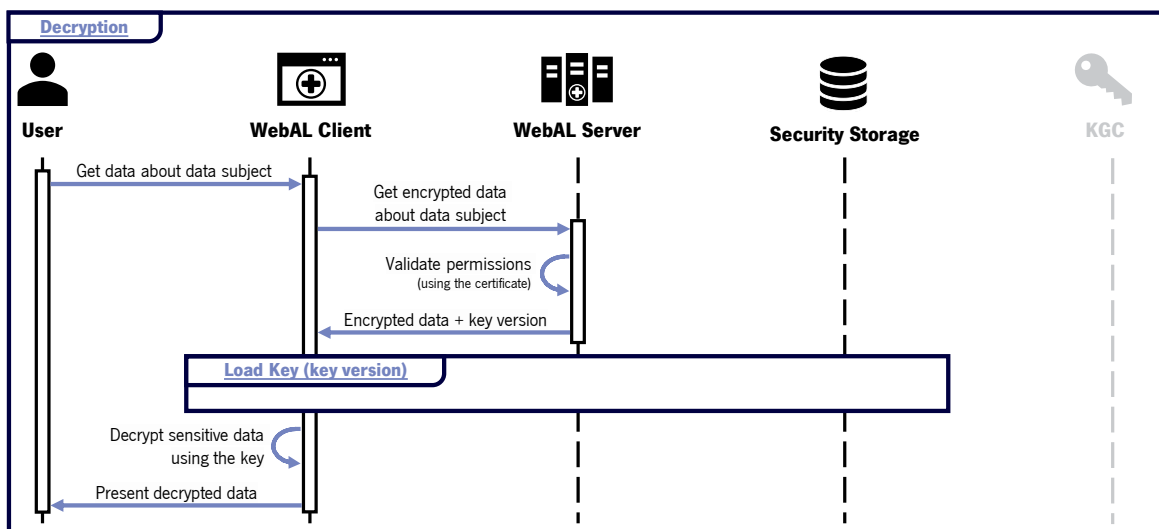 Decryption
User
WebAL Client
WebAL Server
Security Storage
KGC
Get data about data subject
Get encrypted data
about data subject
Validate permissions
(using the certificate)
Encrypted data + key version
Load Key (key version)
Decrypt sensitive data
using the key
Present decrypted data